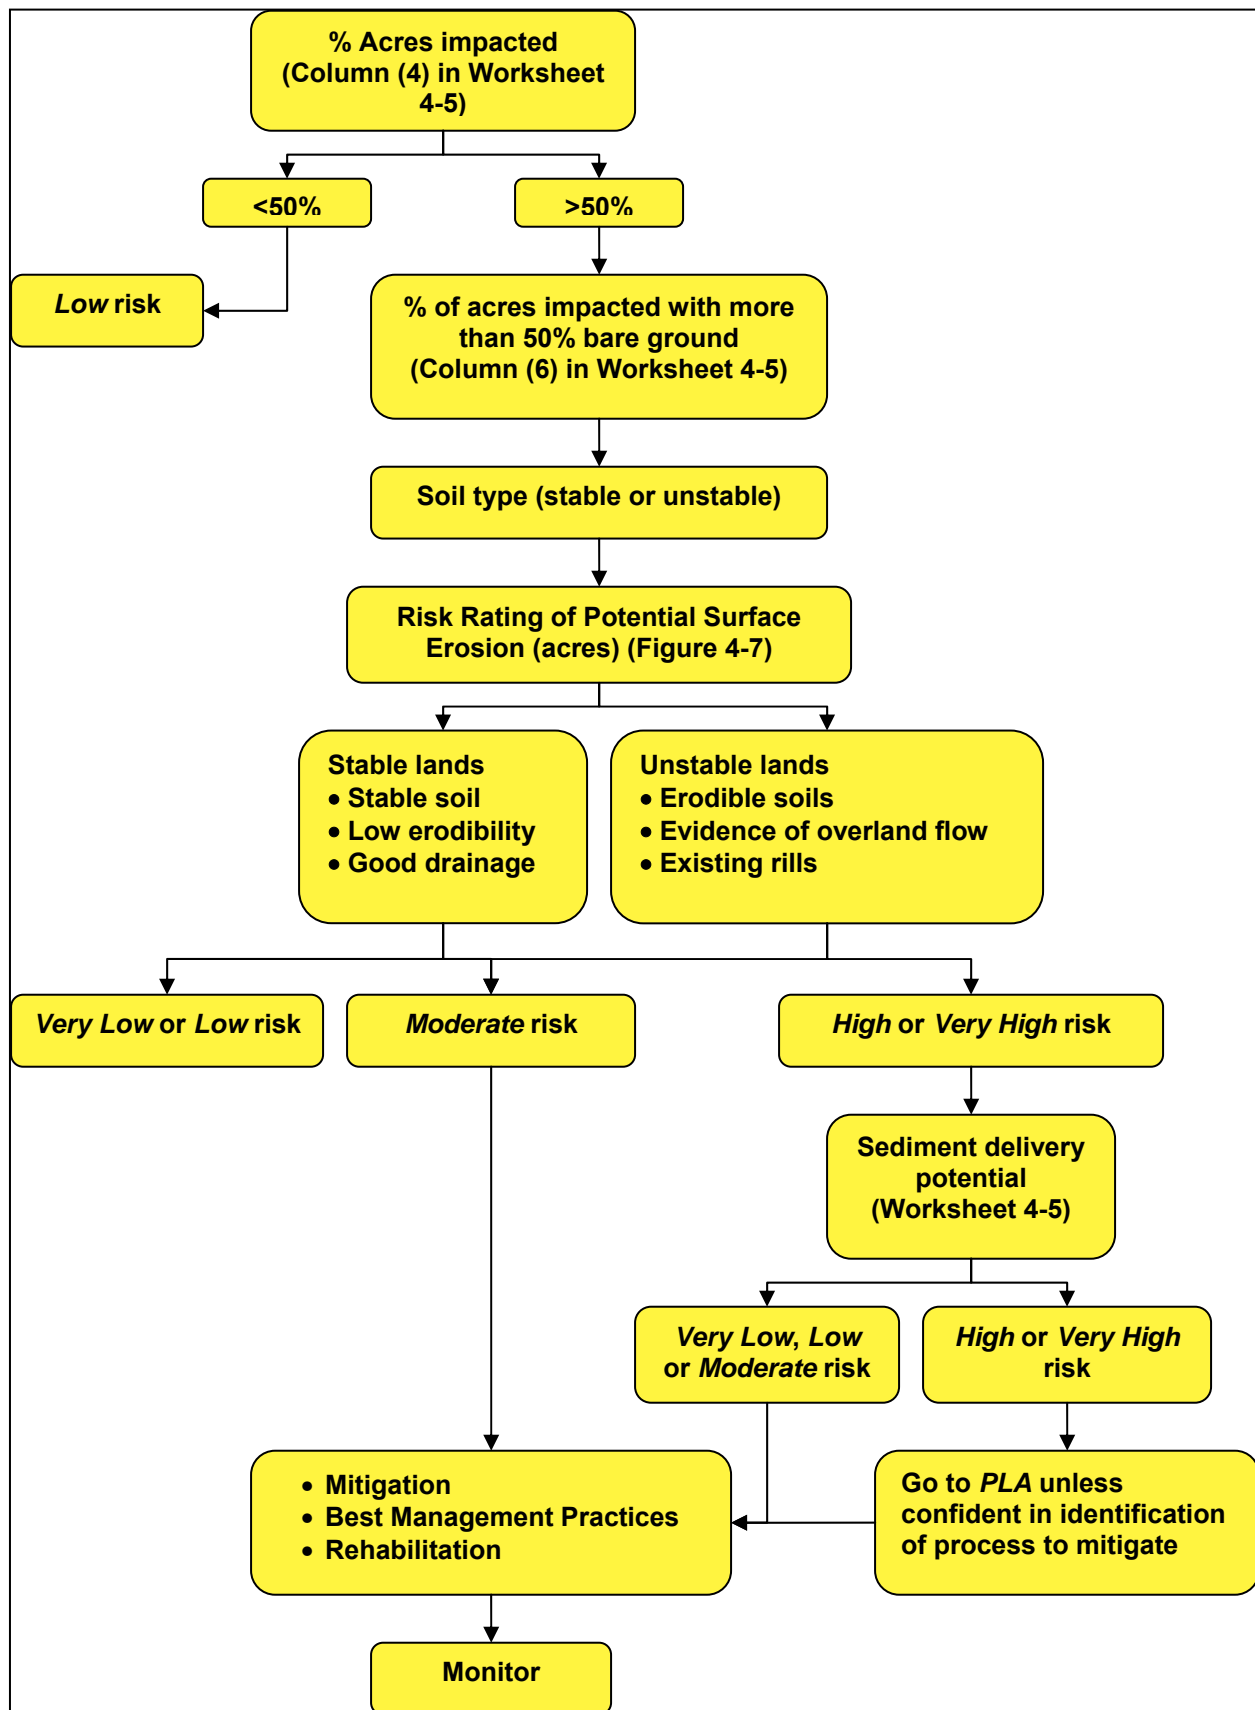 % Acres impacted
(Column (4) in Worksheet
4-5)
<50%
>50%
Low risk
% of acres impacted with more
than 50% bare ground
(Column (6) in Worksheet 4-5)
Soil type (stable or unstable)
Risk Rating of Potential Surface
Erosion (acres) (Figure 4-7)
Stable lands
• Stable soil
• Low erodibility
• Good drainage
Unstable lands
• Erodible soils
• Evidence of overland flow
• Existing rills
Very Low or Low risk
Moderate risk
High or Very High risk
Sediment delivery
potential
(Worksheet 4-5)
Very Low, Low
or Moderate risk
High or Very High
risk
• Mitigation
• Best Management Practices
• Rehabilitation
Go to PLA unless
confident in identification
of process to mitigate
Monitor